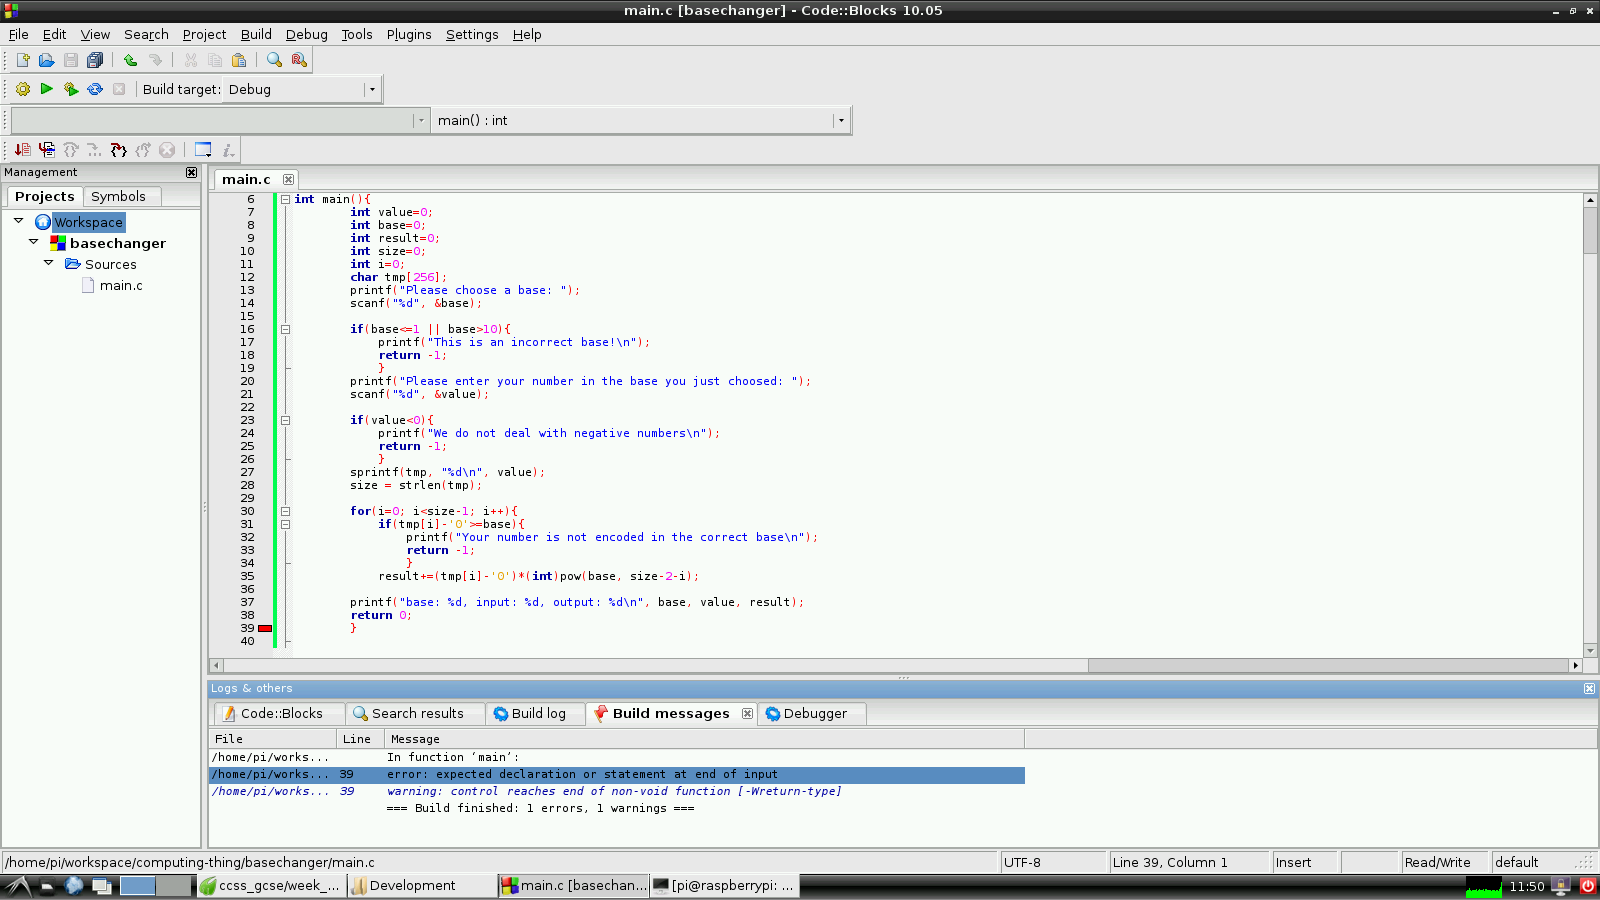 main.c [basechanger] - Code::Blocks 10.05
File Edit View Search Project Build Debug Tools Plugins Settings Help
Build target: Debug
main() : int
Management
Projects Symbols
Workspace
basechanger
Sources
main.c
main.c
6 int main(){
7 int value=0;
8 int base=0;
9 int result=0;
10 int size=0;
11 int i=0;
12 char tmp[256];
13 printf("Please choose a base: ");
14 scanf("%d", &base);
15
16 if(base<=1 || base>10){
17 printf("This is an incorrect base!\n");
18 return -1;
19 }
20 printf("Please enter your number in the base you just choosed: ");
21 scanf("%d", &value);
22
23 if(value<0){
24 printf("We do not deal with negative numbers\n");
25 return -1;
26 }
27 sprintf(tmp, "%d\n", value);
28 size = strlen(tmp);
29
30 for(i=0; i<size-1; i++){
31 if(tmp[i]-'0'>=base){
32 printf("Your number is not encoded in the correct base\n");
33 return -1;
34 }
35 result+=(tmp[i]-'0')*(int)pow(base, size-2-i);
36
37 printf("base: %d, input: %d, output: %d\n", base, value, result);
38 return 0;
39 }
40
Logs & others
Code::Blocks Search results Build log Build messages Debugger
File Line Message
/home/pi/works... In function ‘main’:
/home/pi/works... 39 error: expected declaration or statement at end of input
/home/pi/works... 39 warning: control reaches end of non-void function [-Wreturn-type]
=== Build finished: 1 errors, 1 warnings ===
/home/pi/workspace/computing-thing/basechanger/main.c UTF-8 Line 39, Column 1 Insert Read/Write default
ccss_gcse/week_... Development main.c [basechan... [pi@raspberrypi: ... 11:50